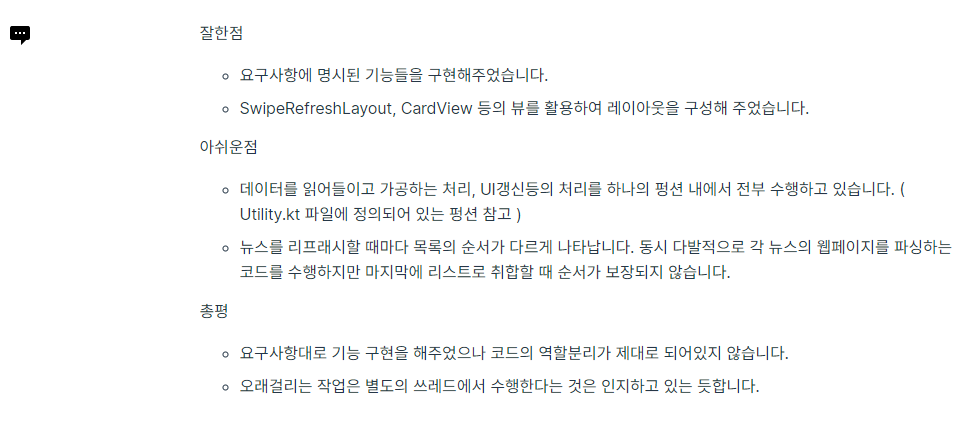 잘한점
요구사항에 명시된 기능들을 구현해주었습니다.
SwipeRefreshLayout, CardView 등의 뷰를 활용하여 레이아웃을 구성해 주었습니다.
아쉬운점
데이터를 읽어들이고 가공하는 처리, UI갱신등의 처리를 하나의 펑션 내에서 전부 수행하고 있습니다. (
Utility.kt 파일에 정의되어 있는 펑션 참고 )
뉴스를 리프래시할 때마다 목록의 순서가 다르게 나타납니다. 동시 다발적으로 각 뉴스의 웹페이지를 파싱하는
코드를 수행하지만 마지막에 리스트로 취합할 때 순서가 보장되지 않습니다.
총평
요구사항대로 기능 구현을 해주었으나 코드의 역할분리가 제대로 되어있지 않습니다.
오래걸리는 작업은 별도의 쓰레드에서 수행한다는 것은 인지하고 있는 듯합니다.